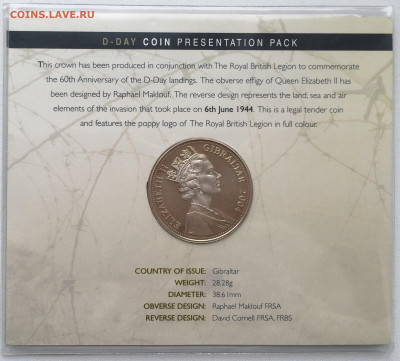 COINS.LAVE.RU
D-DAY COIN PRESENTATION PACK
This crown has been produced in conjunction with The Royal British Legion to commemorate
the 60th Anniversary of the D-Day landings. The obverse effigy of Queen Elizabeth II has
been designed by Raphael Maklouf. The reverse design represents the land, sea and air
elements of the invasion that took place on 6th June 1944. This is a legal tender coin
and features the poppy logo of The Royal British Legion in full colour.
ELIZABETH II GIBRALTAR 2004
COUNTRY OF ISSUE: Gibraltar
WEIGHT: 28.28g
DIAMETER: 38.61mm
OBVERSE DESIGN: Raphael Maklouf FRSA
REVERSE DESIGN: David Cornell FRSA, FRBS